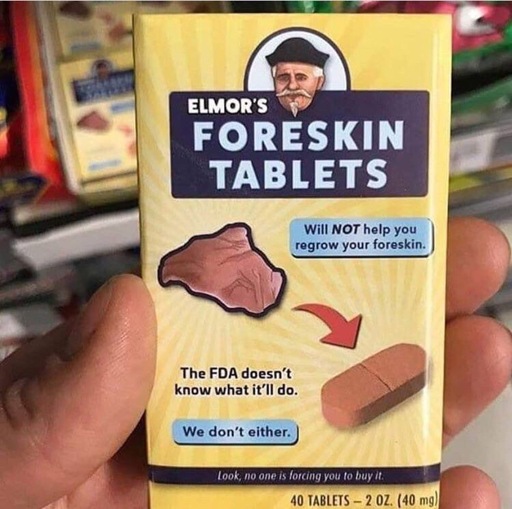 ELMOR'S
FORESKIN
TABLETS
Will NOT help you
regrow your foreskin.
The FDA doesn't
know what it'll do.
We don't either.
Look, no one is forcing you to buy it.
40 TABLETS – 2 OZ. (40 mg)